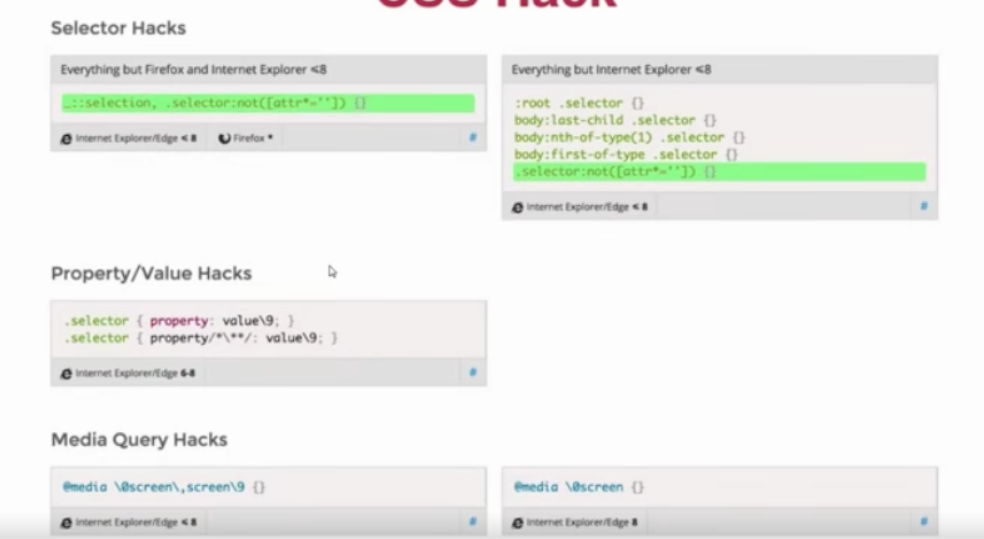 CSS Hack
Selector Hacks
Everything but Firefox and Internet Explorer ⩽8
_::selection, .selector:not([attr*='']) {}
Internet Explorer/Edge ⩽ 8 Firefox *
#
Everything but Internet Explorer ⩽8
:root .selector {}
body:last-child .selector {}
body:nth-of-type(1) .selector {}
body:first-of-type .selector {}
.selector:not([attr*='']) {}
Internet Explorer/Edge ⩽ 8
#
Property/Value Hacks
.selector { property: value\9; }
.selector { property/*\**/: value\9; }
Internet Explorer/Edge 6-8
#
Media Query Hacks
@media \0screen\,screen\9 {}
Internet Explorer/Edge ⩽ 8
#
@media \0screen {}
Internet Explorer/Edge 8
#